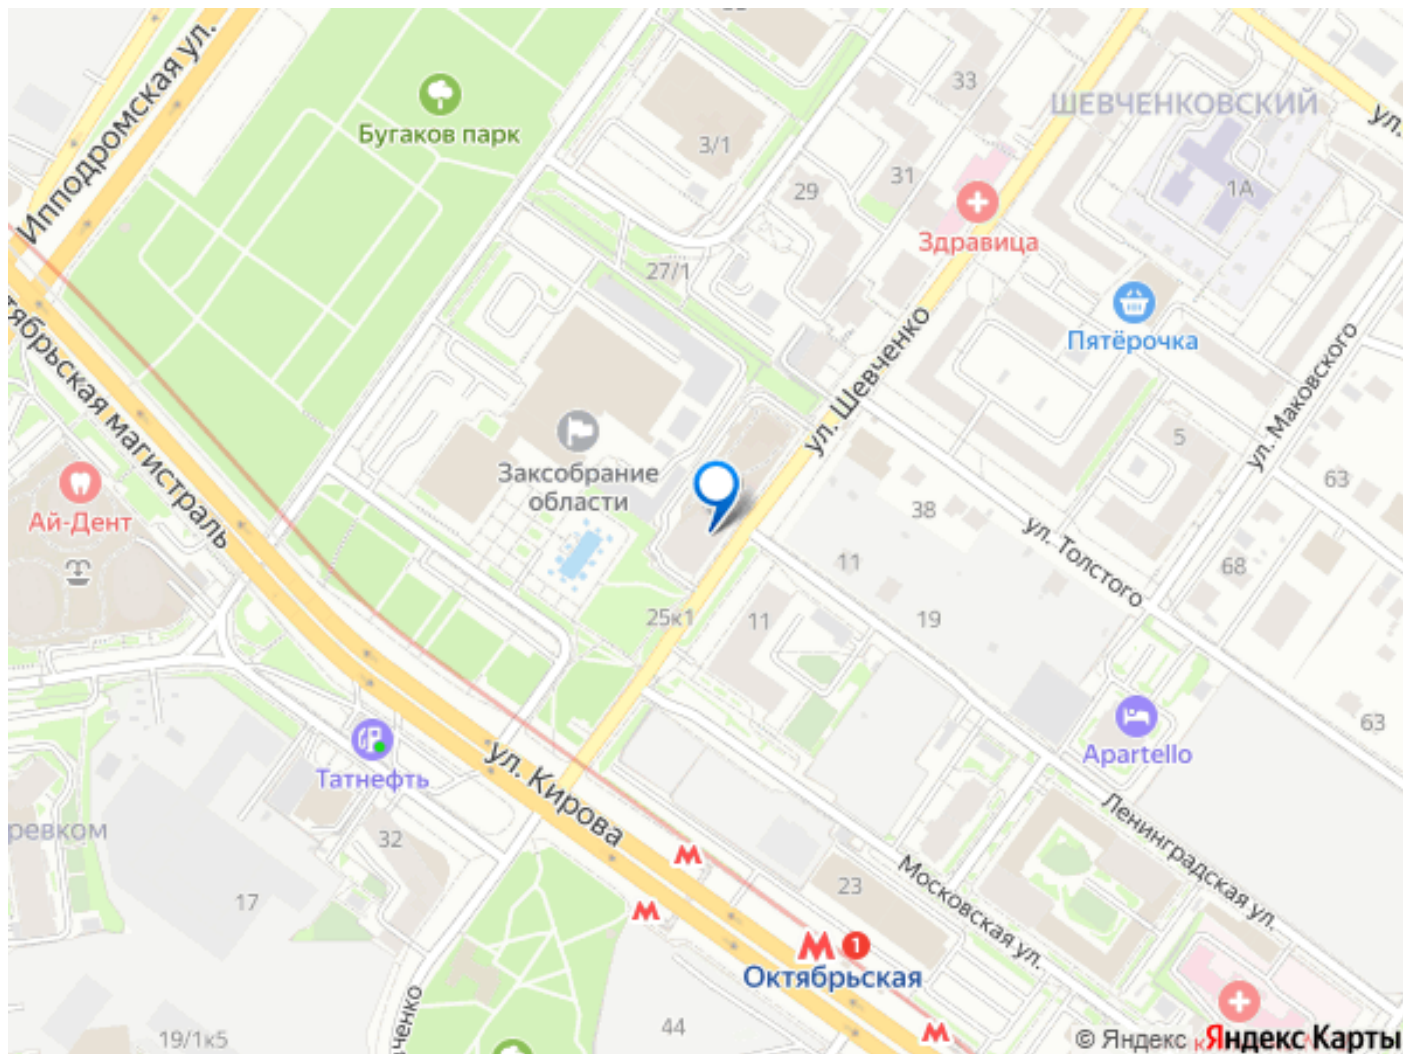 Ипподромская ул.
Бугаков парк
3/1
33
ШЕВЧЕНКОВСКИЙ
ул.
29
31
1А
Здравица
27/1
Пятёрочка
ул. Шевченко
ул. Маковского
тябрьская магистраль
Заксобрание
области
5
63
Ай-Дент
38
ул. Толстого
11
68
25к1
11
19
63
Apartello
Татнефть
ул. Кирова
Ленинградская ул.
ревком
32
17
23
Московская ул.
1
Октябрьская
вченко
19/1к5
44
© Яндекс
Яндекс Карты